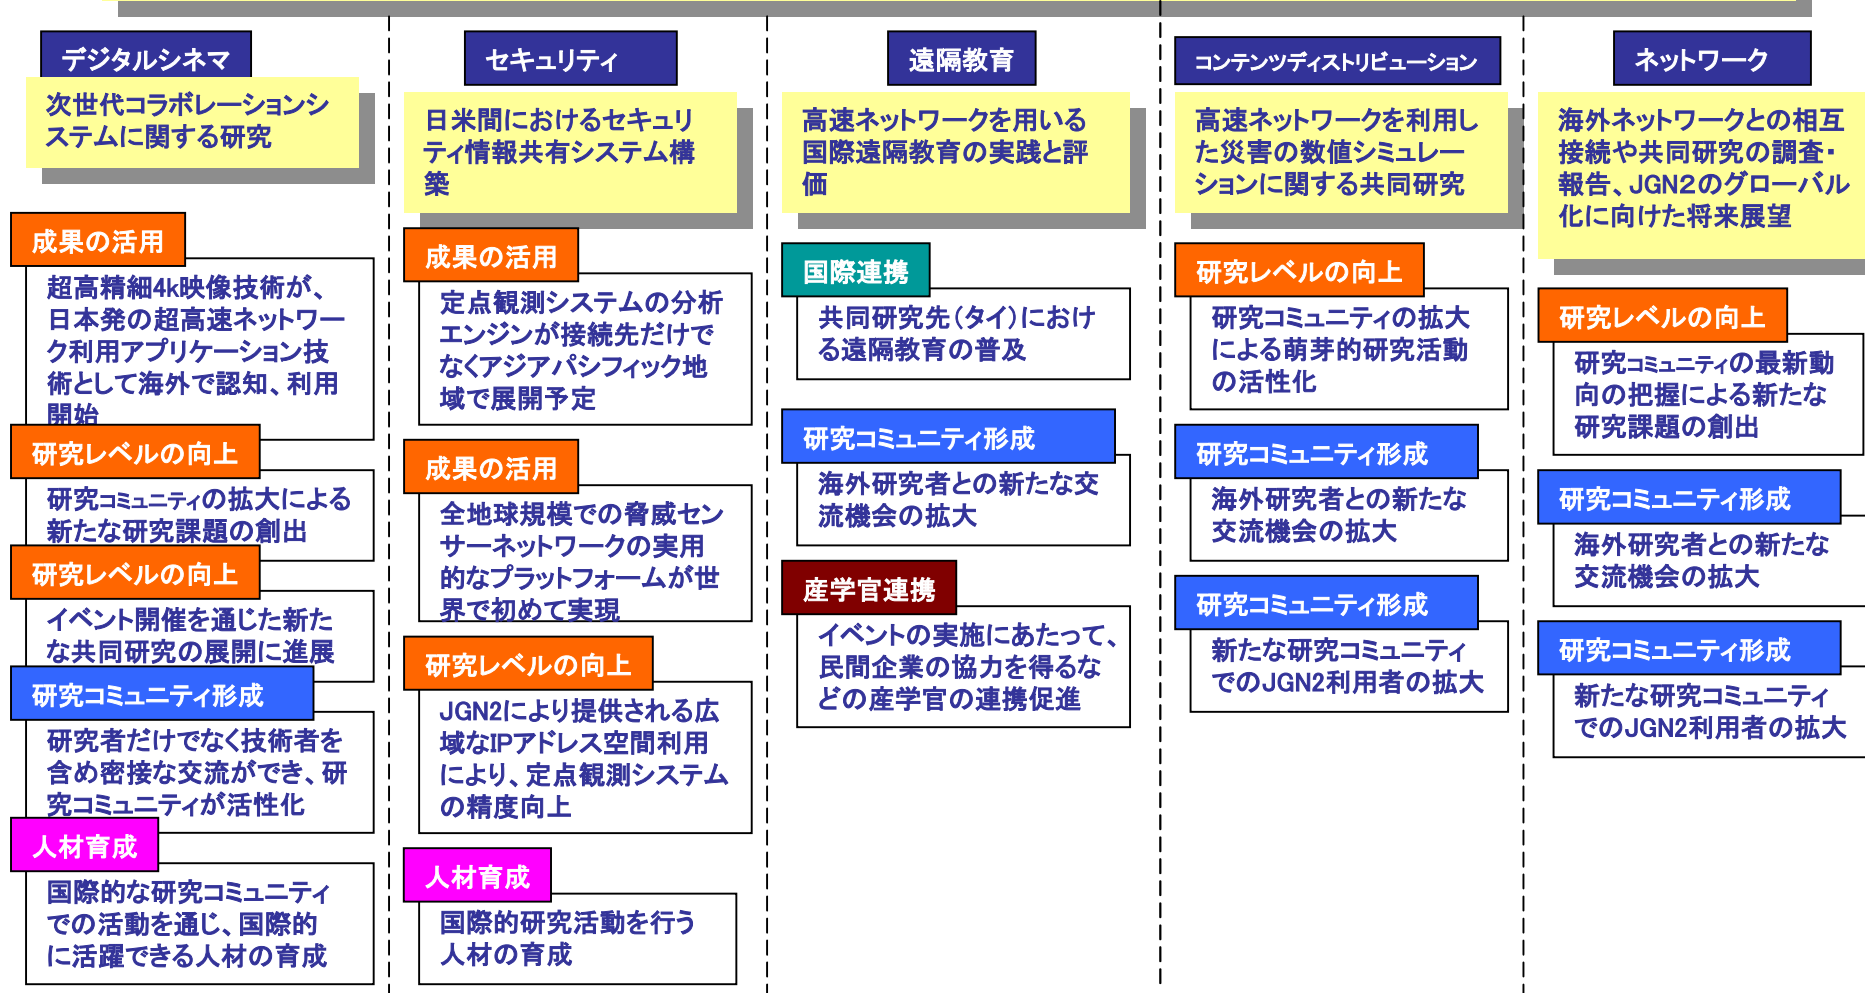 デジタルシネマ
次世代コラボレーションシ
ステムに関する研究
成果の活用
超高精細4k映像技術が、
日本発の超高速ネットワー
ク利用アプリケーション技
術として海外で認知、利用
開始
研究レベルの向上
研究コミュニティの拡大による
新たな研究課題の創出
研究レベルの向上
イベント開催を通じた新た
な共同研究の展開に進展
研究コミュニティ形成
研究者だけでなく技術者を
含め密接な交流ができ、研
究コミュニティが活性化
人材育成
国際的な研究コミュニティ
での活動を通じ、国際的
に活躍できる人材の育成
セキュリティ
日米間におけるセキュリ
ティ情報共有システム構
築
成果の活用
定点観測システムの分析
エンジンが接続先だけで
なくアジアパシフィック地
域で展開予定
成果の活用
全地球規模での脅威セン
サーネットワークの実用
的なプラットフォームが世
界で初めて実現
研究レベルの向上
JGN2により提供される広
域なIPアドレス空間利用
により、定点観測システム
の精度向上
人材育成
国際的研究活動を行う
人材の育成
遠隔教育
高速ネットワークを用いる
国際遠隔教育の実践と評
価
国際連携
共同研究先（タイ）におけ
る遠隔教育の普及
研究コミュニティ形成
海外研究者との新たな交
流機会の拡大
産学官連携
イベントの実施にあたって、
民間企業の協力を得るな
どの産学官の連携促進
コンテンツディストリビューション
高速ネットワークを利用し
た災害の数値シミュレー
ションに関する共同研究
研究レベルの向上
研究コミュニティの拡大
による萌芽的研究活動
の活性化
研究コミュニティ形成
海外研究者との新たな
交流機会の拡大
研究コミュニティ形成
新たな研究コミュニティ
でのJGN2利用者の拡大
ネットワーク
海外ネットワークとの相互
接続や共同研究の調査・
報告、JGN2のグローバル
化に向けた将来展望
研究レベルの向上
研究コミュニティの最新動
向の把握による新たな
研究課題の創出
研究コミュニティ形成
海外研究者との新たな
交流機会の拡大
研究コミュニティ形成
新たな研究コミュニティ
でのJGN2利用者の拡大